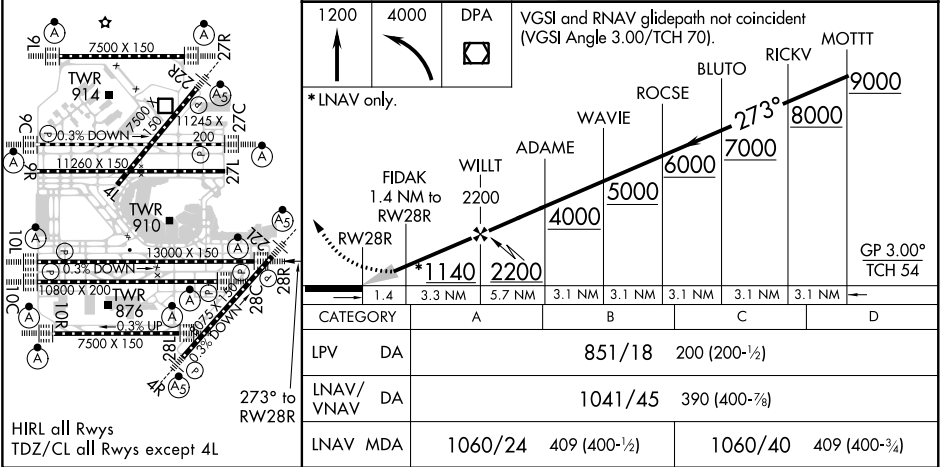 9L
7500 X 150
27R
TWR
914
22R
7500 X 150
A5
11245 X
200
27C
9C
0.3% DOWN
9R
11260 X 150
27L
4L
TWR
910
22L
A5
10L
13000 X 150
28R
0.3% DOWN
10C
10800 X 200
28C
TWR
876
10R
0.3% UP
7500 X 150
28L
8075 X 150
0.3% DOWN
4R
A5
273° to
RW28R
HIRL all Rwys
TDZ/CL all Rwys except 4L
1200
4000
DPA
VGSI and RNAV glidepath not coincident
(VGSI Angle 3.00/TCH 70).
*LNAV only.
MOTTT
RICKV
BLUTO
ROCSE
WAVIE
ADAME
WILLT
2200
FIDAK
1.4 NM to
RW28R
RW28R
273°
9000
8000
7000
6000
5000
4000
2200
*1140
GP 3.00°
TCH 54
1.4 3.3 NM 5.7 NM 3.1 NM 3.1 NM 3.1 NM 3.1 NM 3.1 NM
CATEGORY A B C D
LPV DA 851/18 200 (200-½)
LNAV/
VNAV DA 1041/45 390 (400-⅞)
LNAV MDA 1060/24 409 (400-½) 1060/40 409 (400-¾)